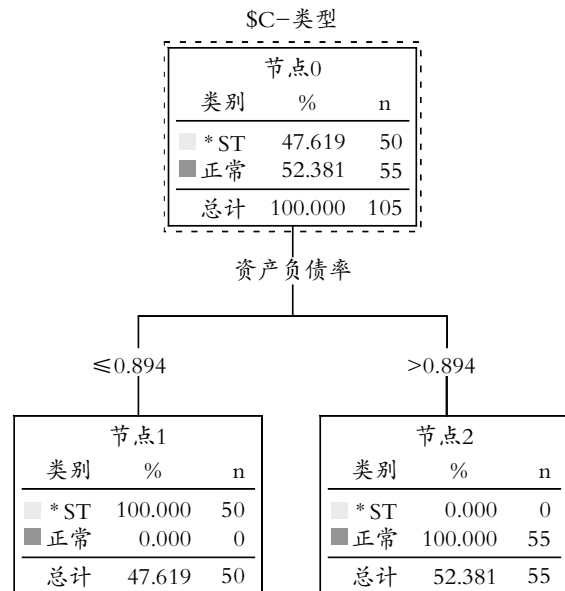 $C-类型
节点0
类别 % n
*ST 47.619 50
正常 52.381 55
总计 100.000 105
资产负债率
≤0.894 >0.894
节点1
类别 % n
*ST 100.000 50
正常 0.000 0
总计 47.619 50
节点2
类别 % n
*ST 0.000 0
正常 100.000 55
总计 52.381 55